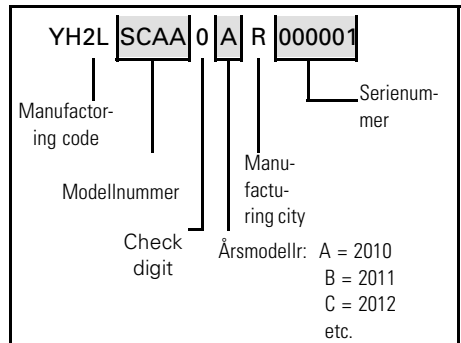 YH2L SCAA 0 A R 000001
Manufactor-
ing code
Serienum-
mer
Modellnummer
Manu-
factu-
ring city
Check
digit
Årsmodellr: A = 2010
B = 2011
C = 2012
etc.